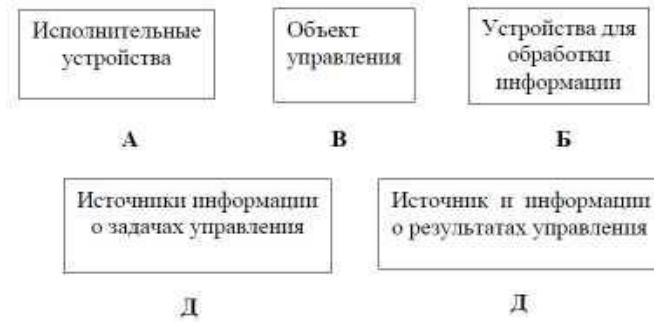 Исполнительные
устройства
Объект
управления
Устройства для
обработки
информации
А
В
Б
Источники информации
о задачах управления
Источник и информации
о результатах управления
Д
Д